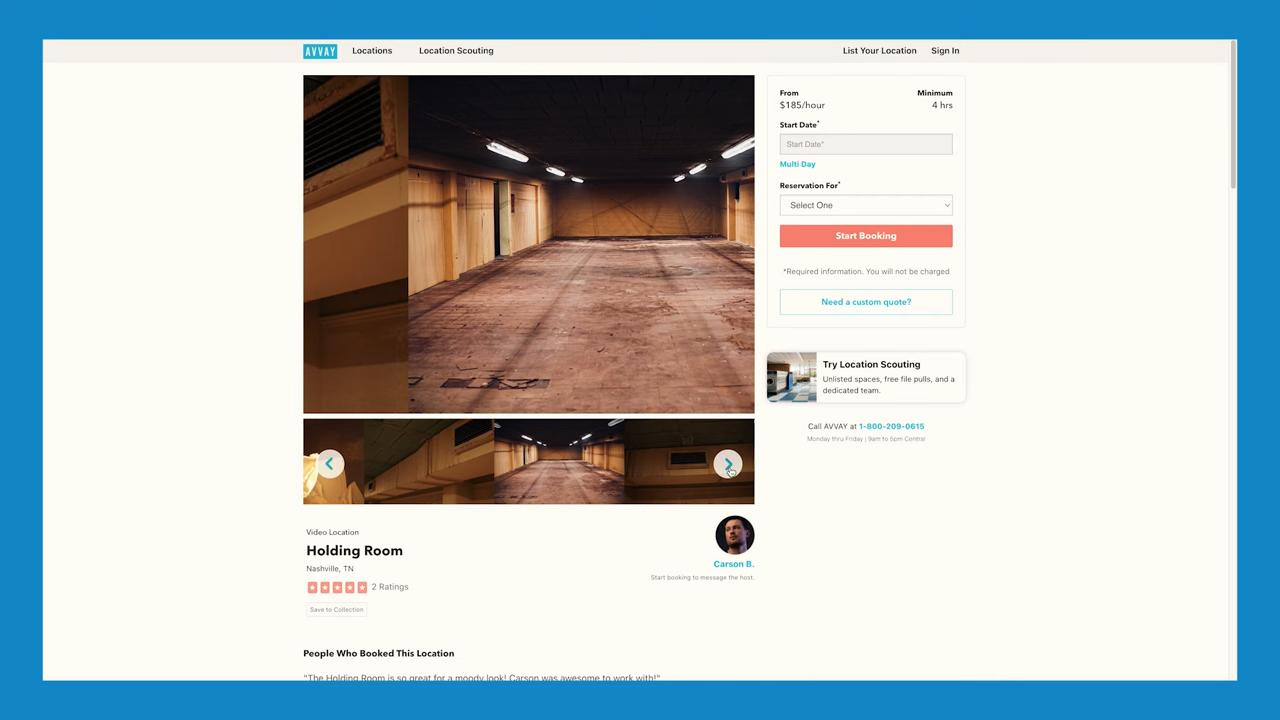 AVVAY Locations Location Scouting List Your Location Sign In
From Minimum
$185/hour 4 hrs
Start Date*
Start Date*
Multi Day
Reservation For*
Select One
Start Booking
*Required information. You will not be charged
Need a custom quote?
Try Location Scouting
Unlisted spaces, free file pulls, and a
dedicated team.
Call AVVAY at 1-800-209-0615
Monday thru Friday | 9am to 5pm Central
Video Location
Holding Room
Nashville, TN
2 Ratings
Save to Collection
Carson B.
Start booking to message the host.
People Who Booked This Location
"The Holding Room is so great for a moody look! Carson was awesome to work with!"